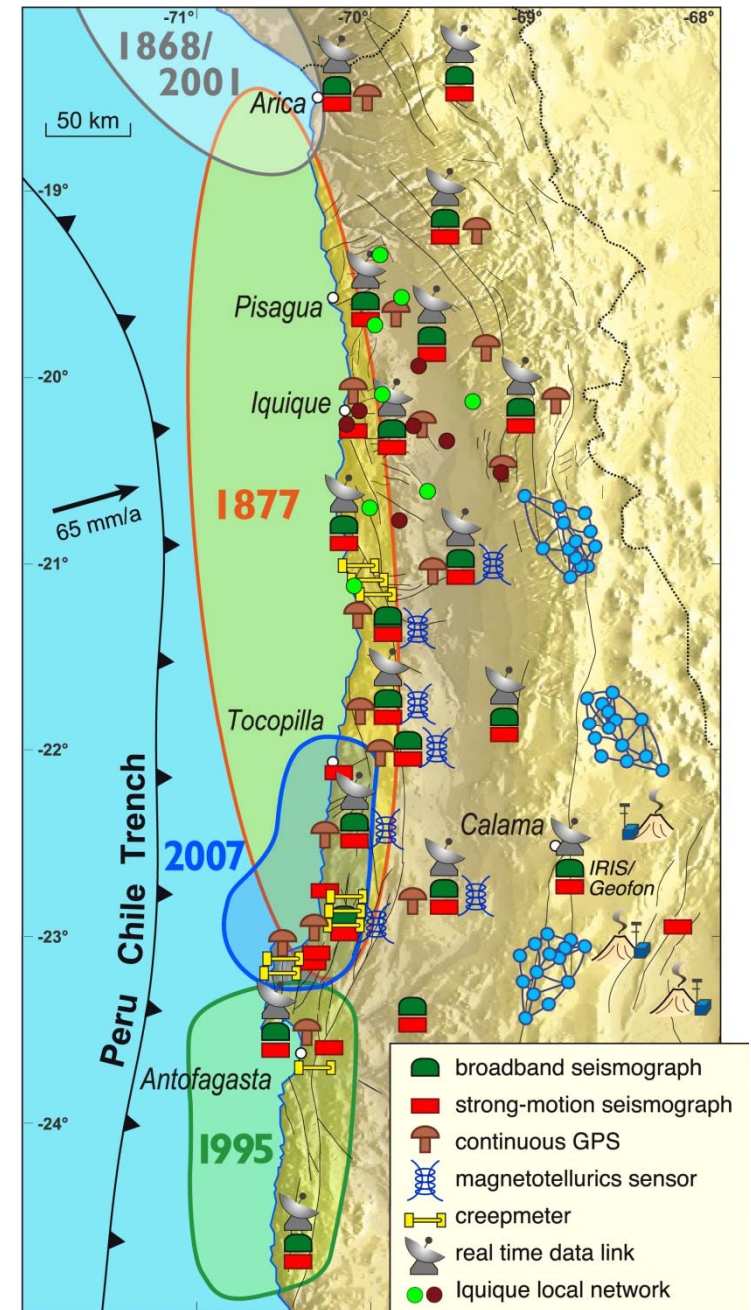 -71°
-70°
-69°
-68°
1868/
2001
Arica
50 km
-19°
Pisagua
-20°
Iquique
1877
65 mm/a
-21°
Tocopilla
-22°
2007
Calama
IRIS/
Geofon
-23°
Peru Chile Trench
Antofagasta
-24°
1995
broadband seismograph
strong-motion seismograph
continuous GPS
magnetotellurics sensor
creepmeter
real time data link
Iquique local network